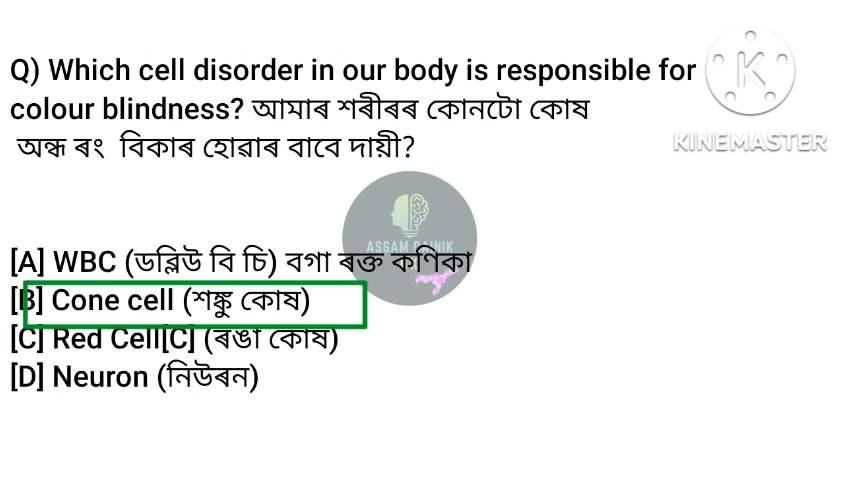 Q) Which cell disorder in our body is responsible for
colour blindness? আমাৰ শৰীৰৰ কোনটো কোষ
অন্ধ ৰং বিকাৰ হোৱাৰ বাবে দায়ী?
KINEMASTER
ASSAM DAINIK
[A] WBC (ডব্লিউ বি চি) বগা ৰক্ত কণিকা
[B] Cone cell (শঙ্কু কোষ)
[C] Red Cell[C] (ৰঙা কোষ)
[D] Neuron (নিউৰন)